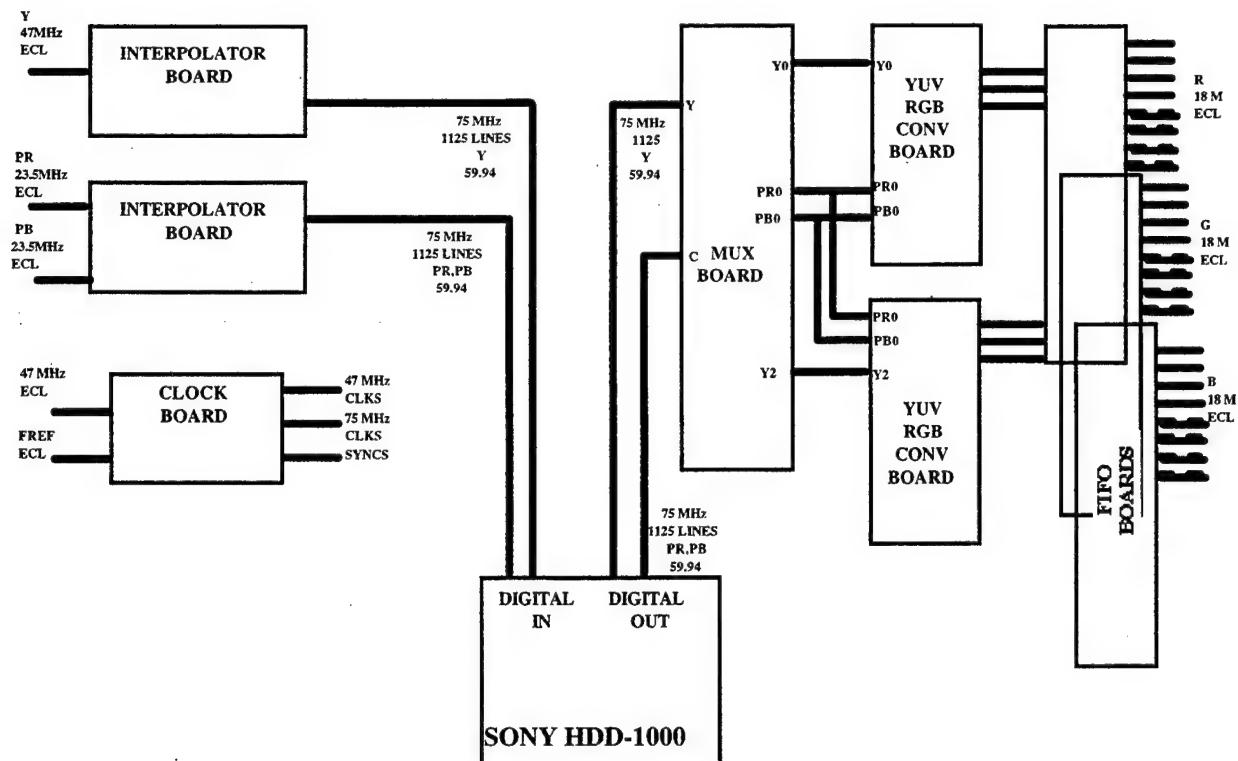 Y
47MHz
ECL
INTERPOLATOR
BOARD
75 MHz
1125 LINES
Y
59.94
PR
23.5MHz
ECL
PB
23.5MHz
ECL
INTERPOLATOR
BOARD
75 MHz
1125 LINES
PR,PB
59.94
47 MHz
ECL
FREF
ECL
CLOCK
BOARD
47 MHz
CLKS
75 MHz
CLKS
SYNCS
75 MHz
1125
Y
59.94
75 MHz
1125 LINES
PR,PB
59.94
DIGITAL
IN
DIGITAL
OUT
SONY HDD-1000
Y
C
MUX
BOARD
Y0
PR0
PB0
Y2
Y0
PR0
PB0
YUV
RGB
CONV
BOARD
PR0
PB0
Y2
YUV
RGB
CONV
BOARD
FIFO
BOARDS
R
18 M
ECL
G
18 M
ECL
B
18 M
ECL